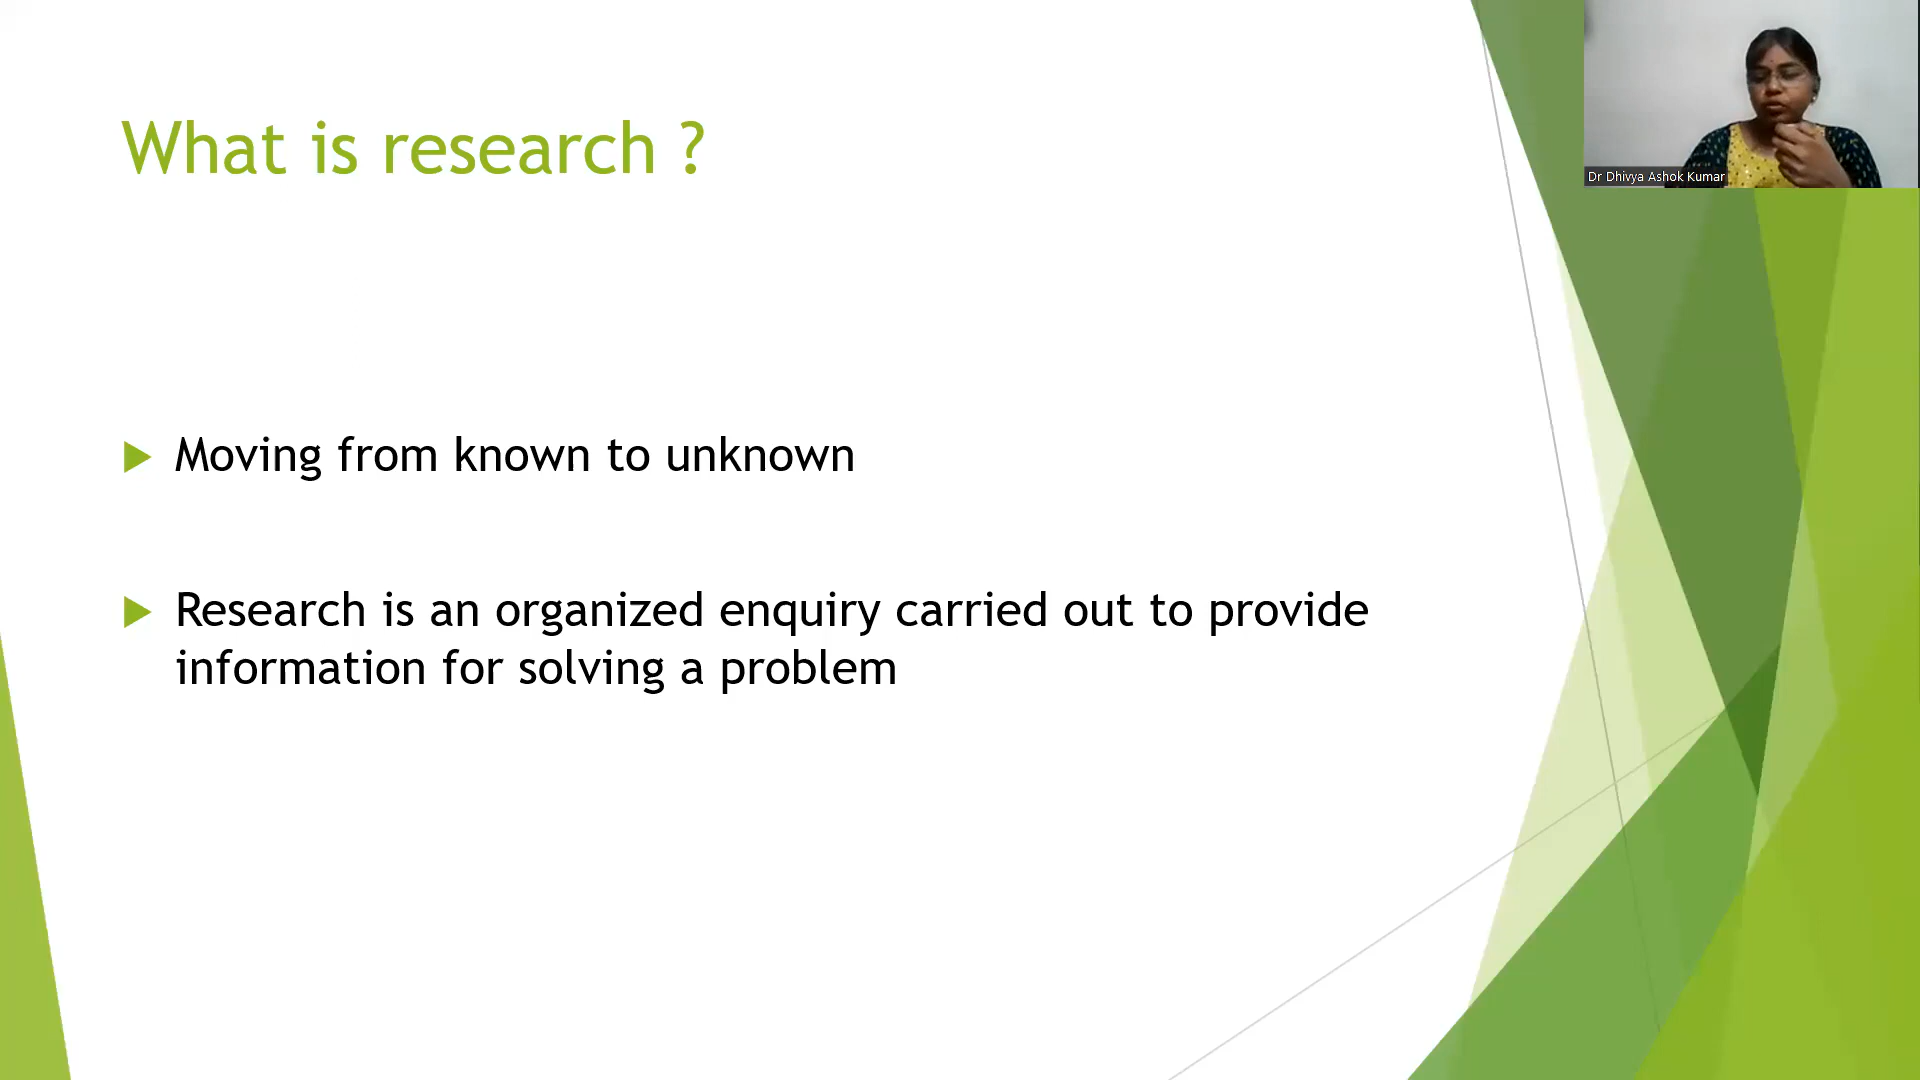 What is research ?
Dr Dhivya Ashok Kumar
Moving from known to unknown
Research is an organized enquiry carried out to provide
information for solving a problem